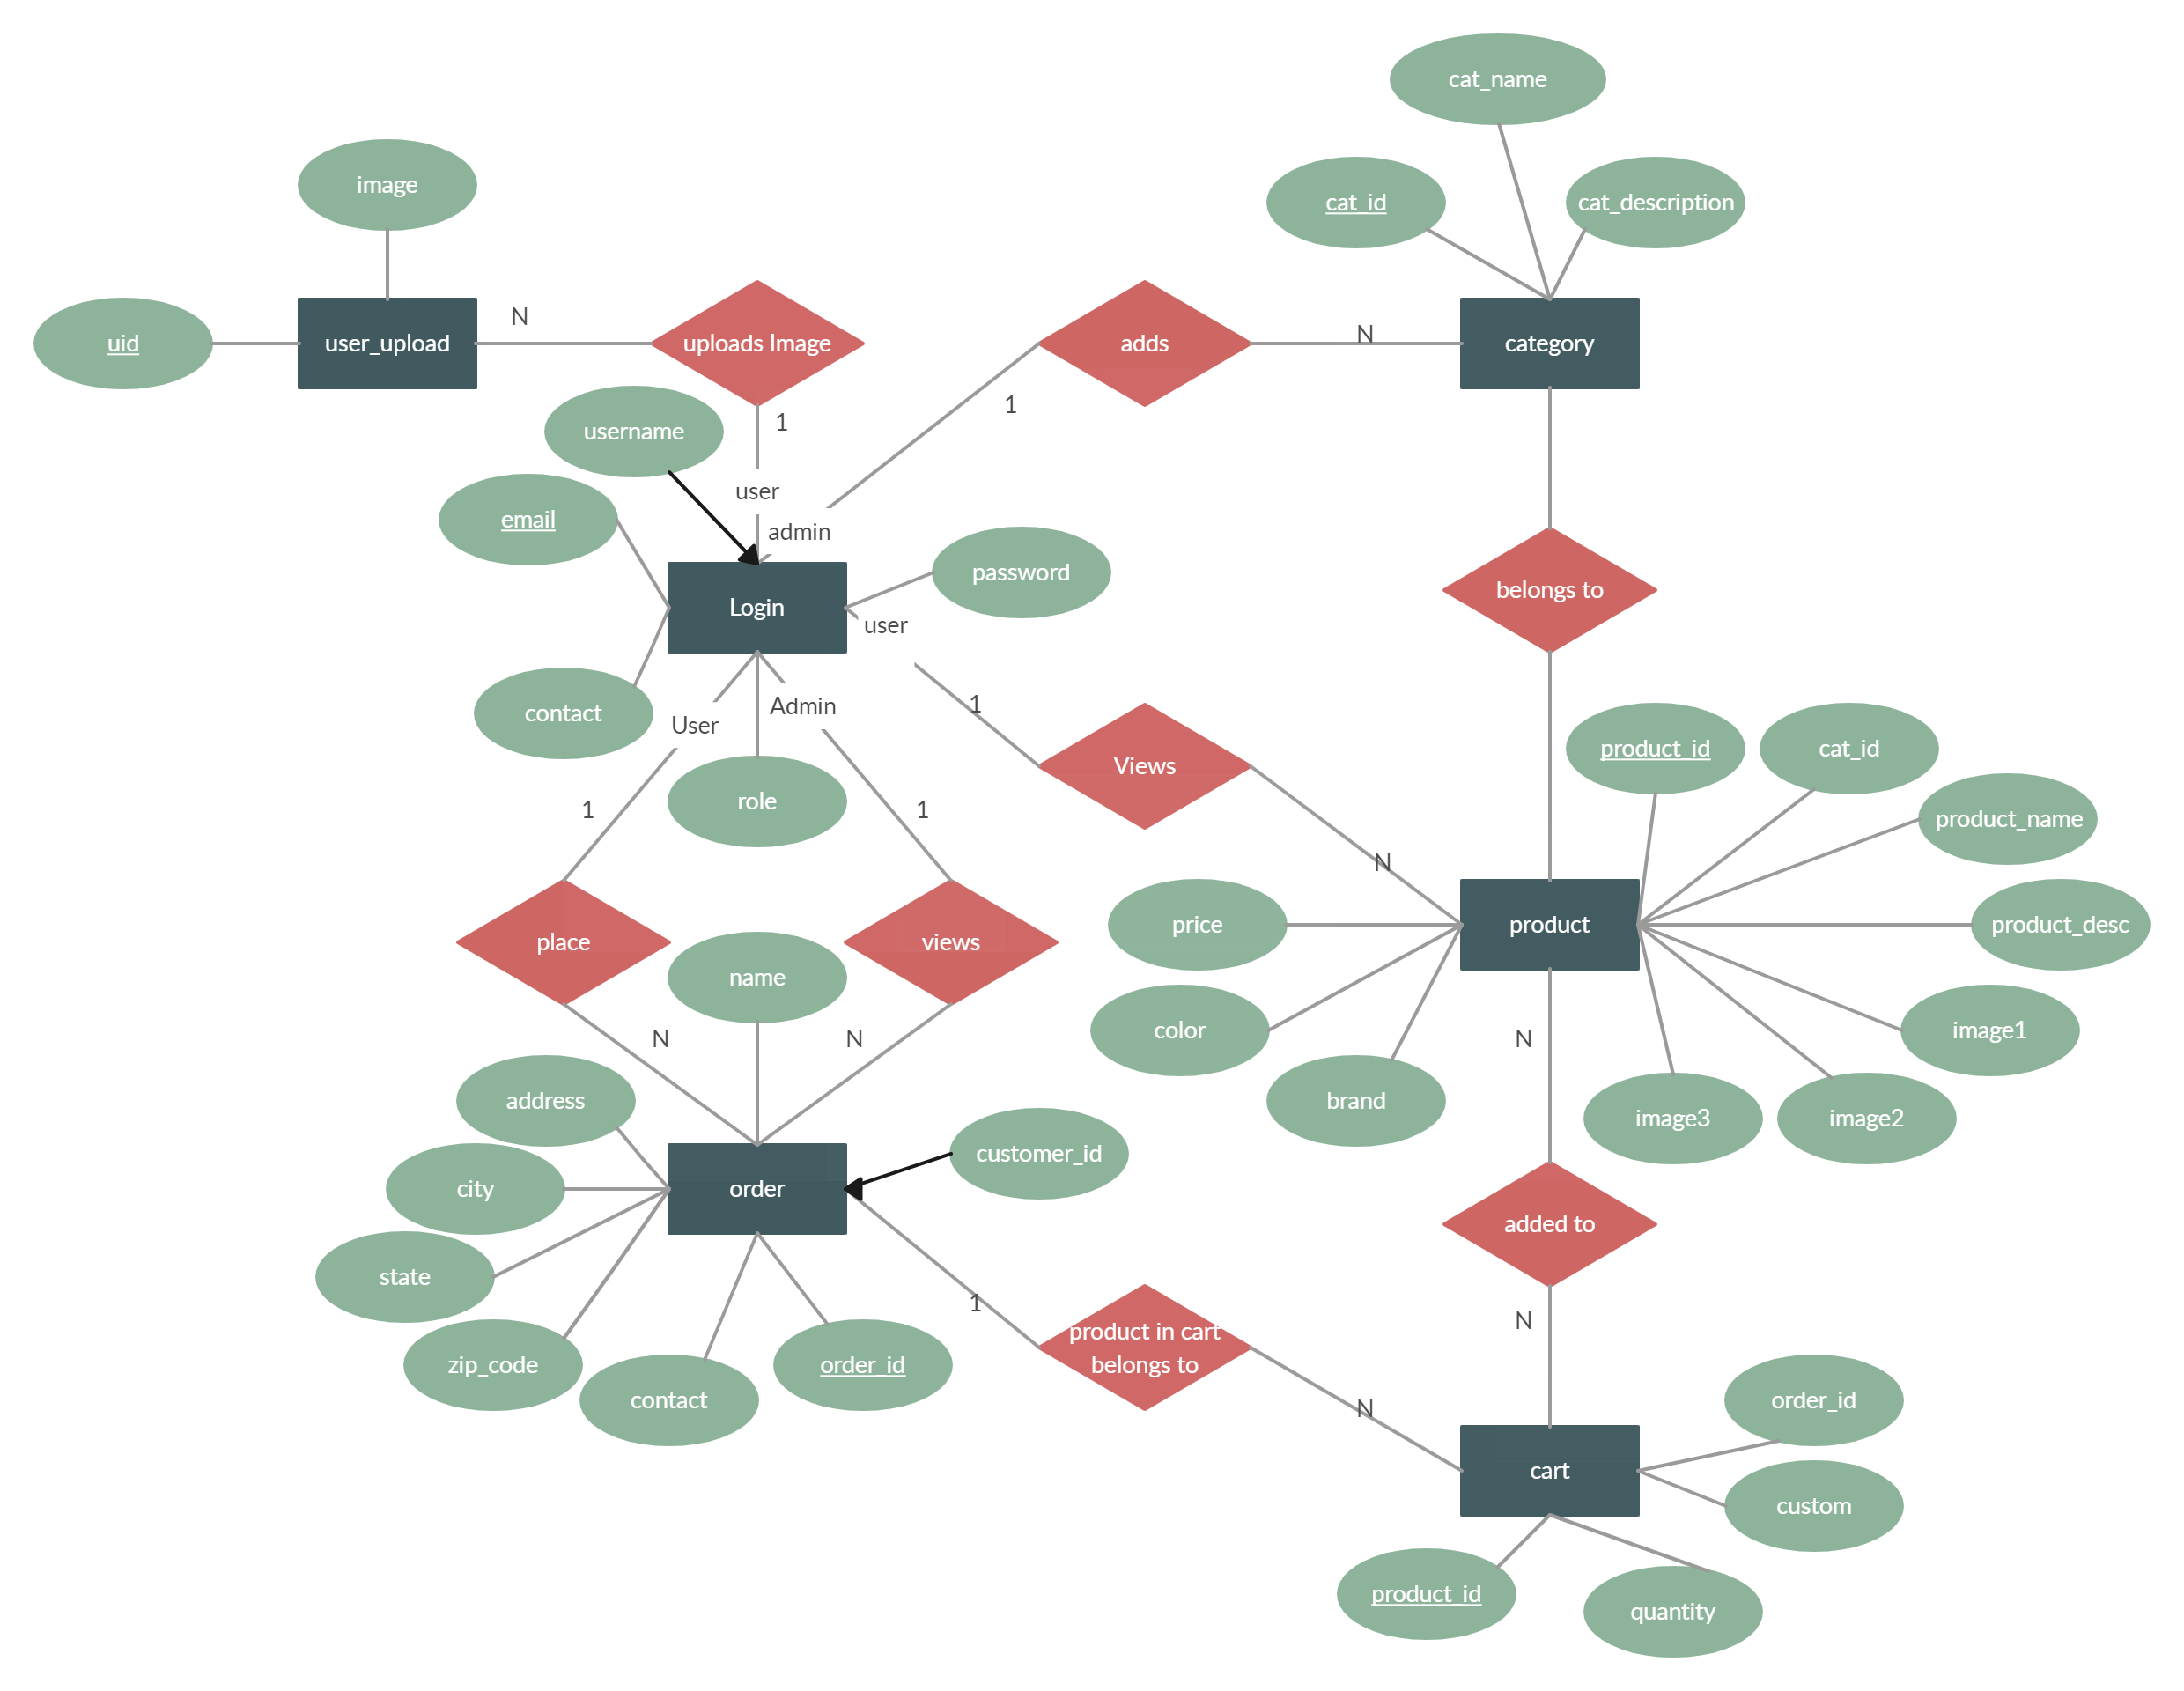 cat_name
image
cat_id
cat_description
N
uid
user_upload
uploads Image
adds
N
category
1
1
username
user
email
admin
password
belongs to
Login
user
contact
User
Admin
1
product_id
cat_id
Views
role
1
1
product_name
N
price
product
product_desc
place
views
name
N
N
N
color
image1
address
brand
image3
image2
customer_id
city
order
added to
state
1
N
product in cart
belongs to
zip_code
order_id
contact
N
order_id
cart
custom
product_id
quantity